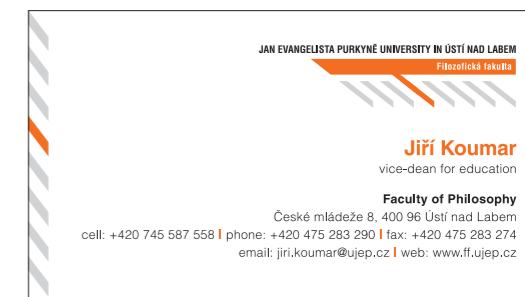 JAN EVANGELISTA PURKYNĚ UNIVERSITY IN ÚSTÍ NAD LABEM
Filozofická fakulta
Jiří Koumar
vice-dean for education
Faculty of Philosophy
České mládeže 8, 400 96 Ústí nad Labem
cell: +420 745 587 558 | phone: +420 475 283 290 | fax: +420 475 283 274
email: jiri.koumar@ujep.cz | web: www.ff.ujep.cz